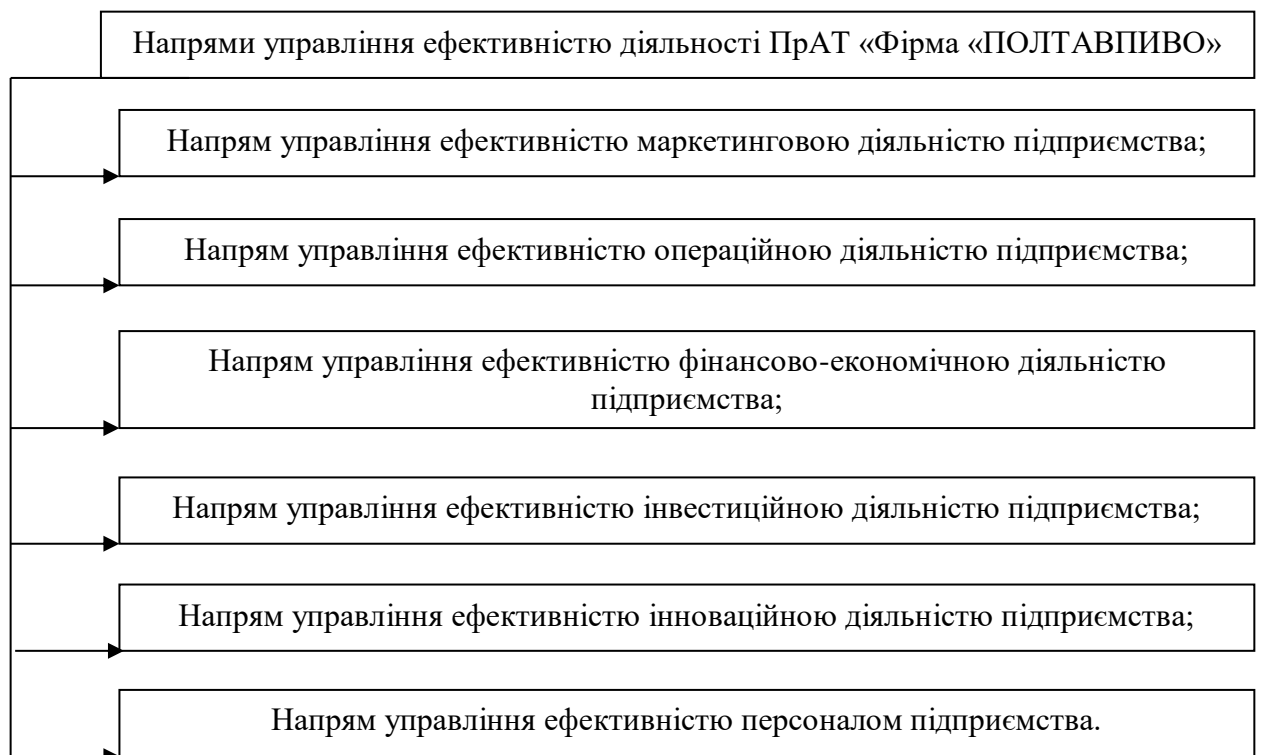 Напрями управління ефективністю діяльності ПрАТ «Фірма «ПОЛТАВПИВО»
Напрям управління ефективністю маркетинговою діяльністю підприємства;
Напрям управління ефективністю операційною діяльністю підприємства;
Напрям управління ефективністю фінансово-економічною діяльністю
підприємства;
Напрям управління ефективністю інвестиційною діяльністю підприємства;
Напрям управління ефективністю інноваційною діяльністю підприємства;
Напрям управління ефективністю персоналом підприємства.